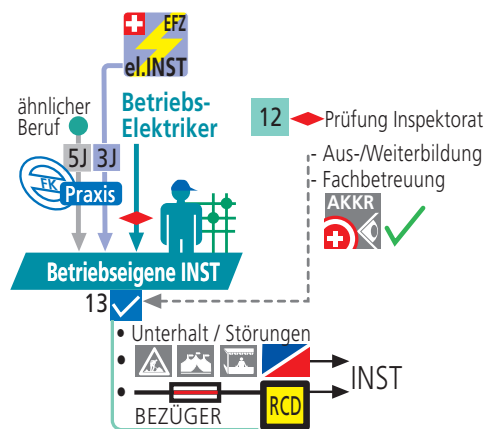 EFZ
el.INST
ähnlicher
Beruf
Betriebs-
Elektriker
12
Prüfung Inspektorat
5J
3J
- Aus-/Weiterbildung
- Fachbetreuung
FK
Praxis
AKKR
Betriebseigene INST
13
• Unterhalt / Störungen
INST
BEZÜGER
RCD